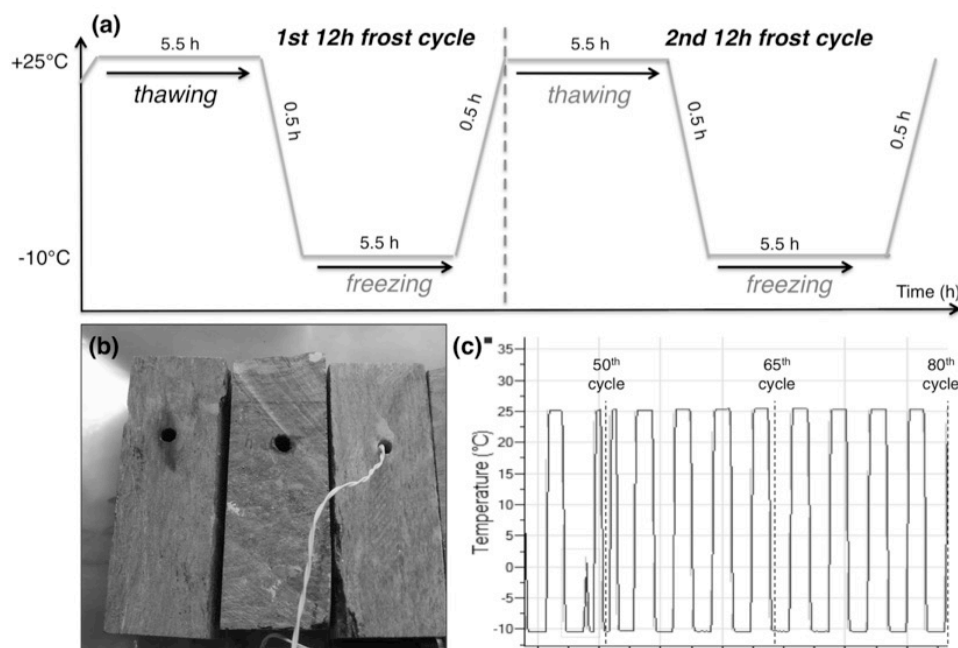 (a)
5.5 h
1st 12h frost cycle
5.5 h
2nd 12h frost cycle
+25°C
thawing
0.5 h
0.5 h
thawing
0.5 h
0.5 h
5.5 h
5.5 h
-10°C
freezing
freezing
Time (h)
(b)
(c)
35
30
25
20
15
10
5
0
-5
-10
Temperature (°C)
50th
cycle
65th
cycle
80th
cycle